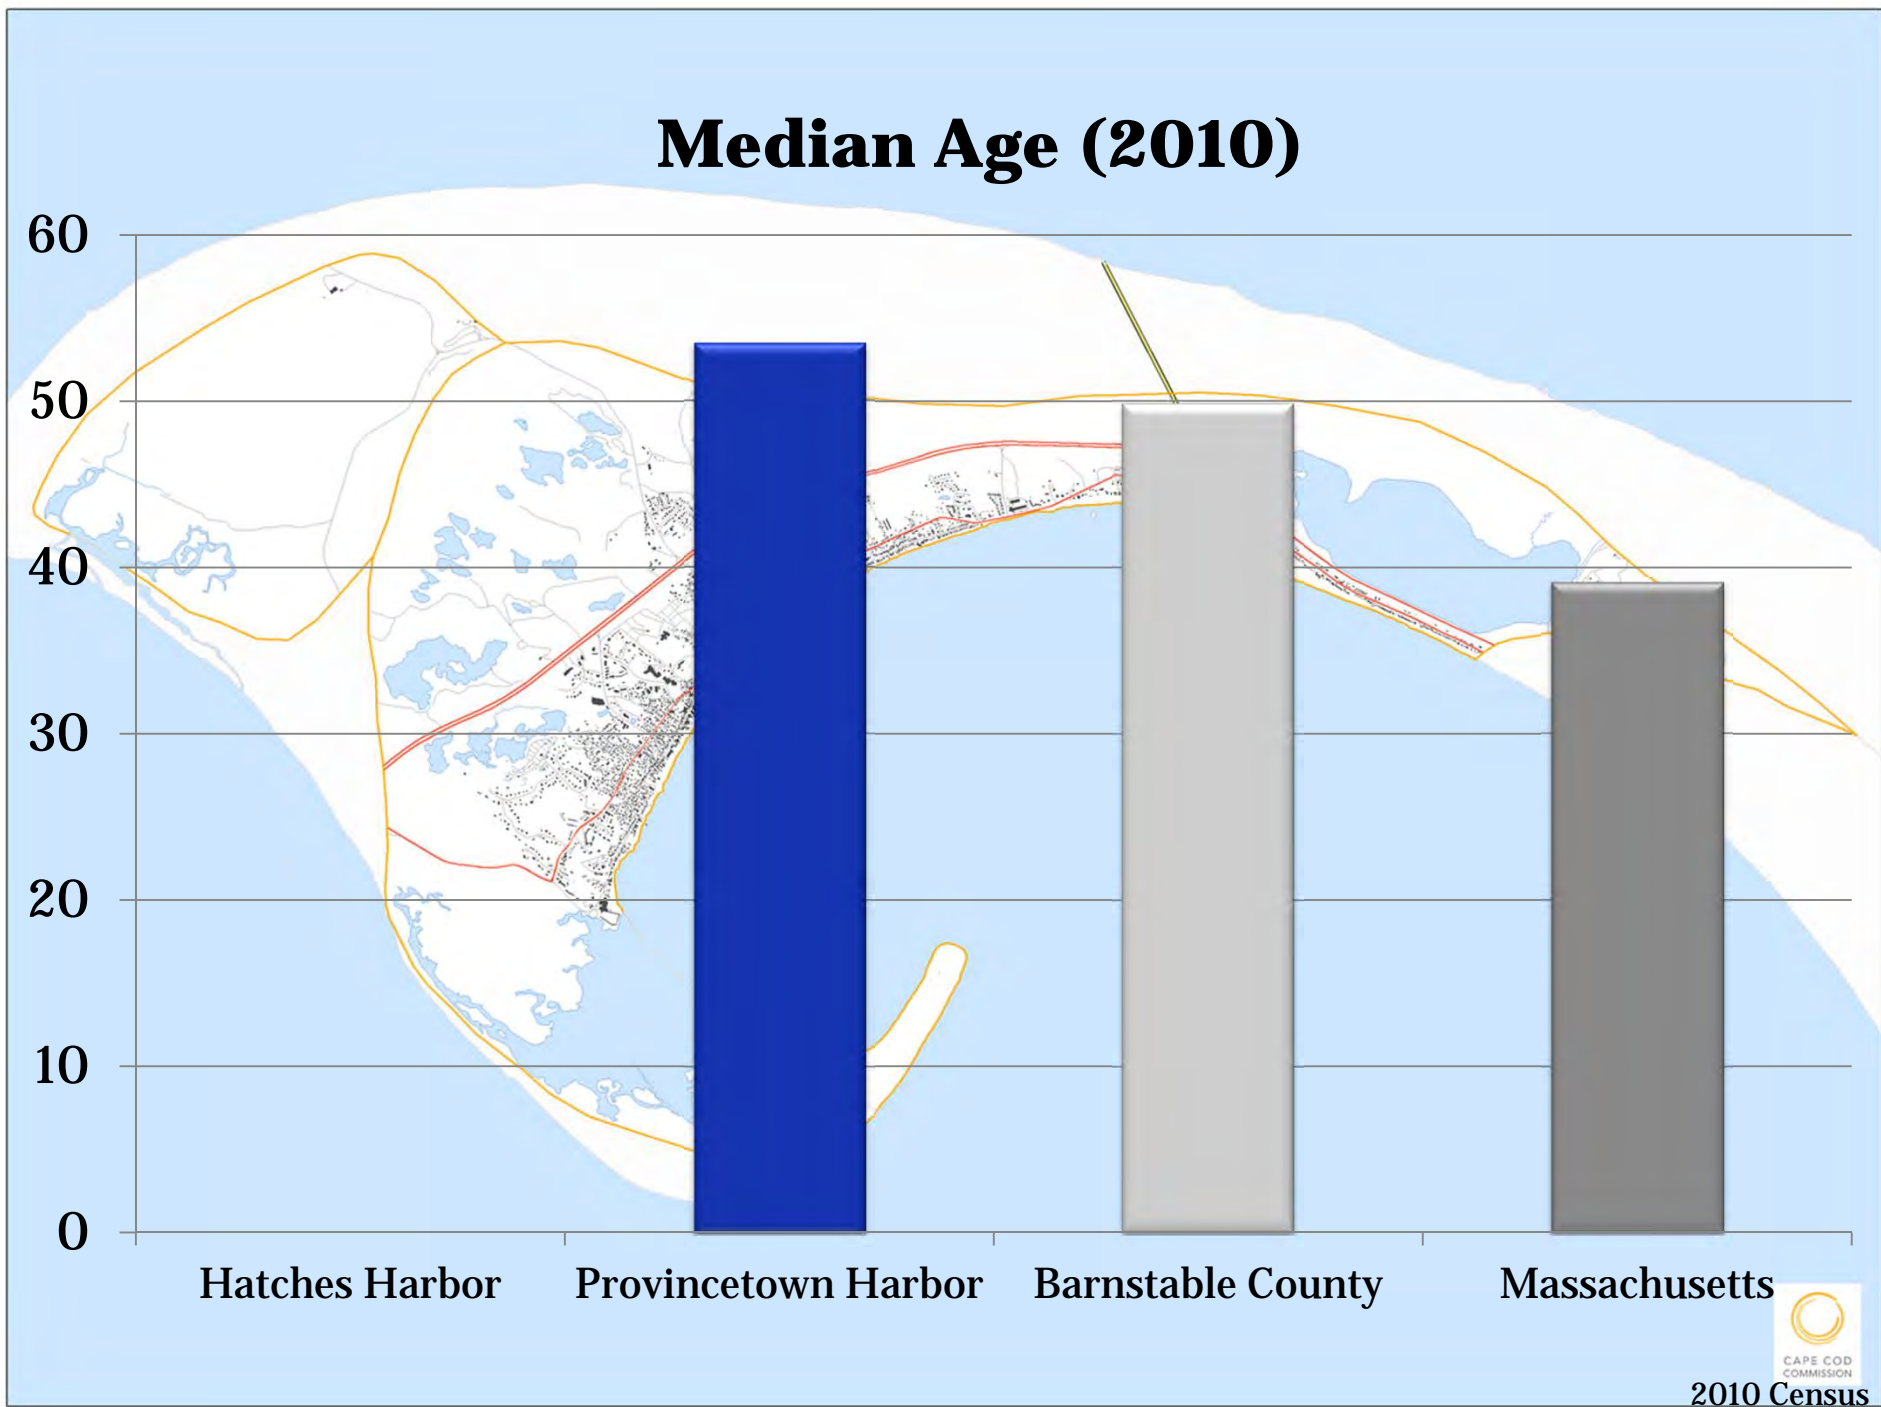 Median Age (2010)
60
50
40
30
20
10
0
Hatches Harbor
Provincetown Harbor
Barnstable County
Massachusetts
CAPE COD
COMMISSION
2010 Census